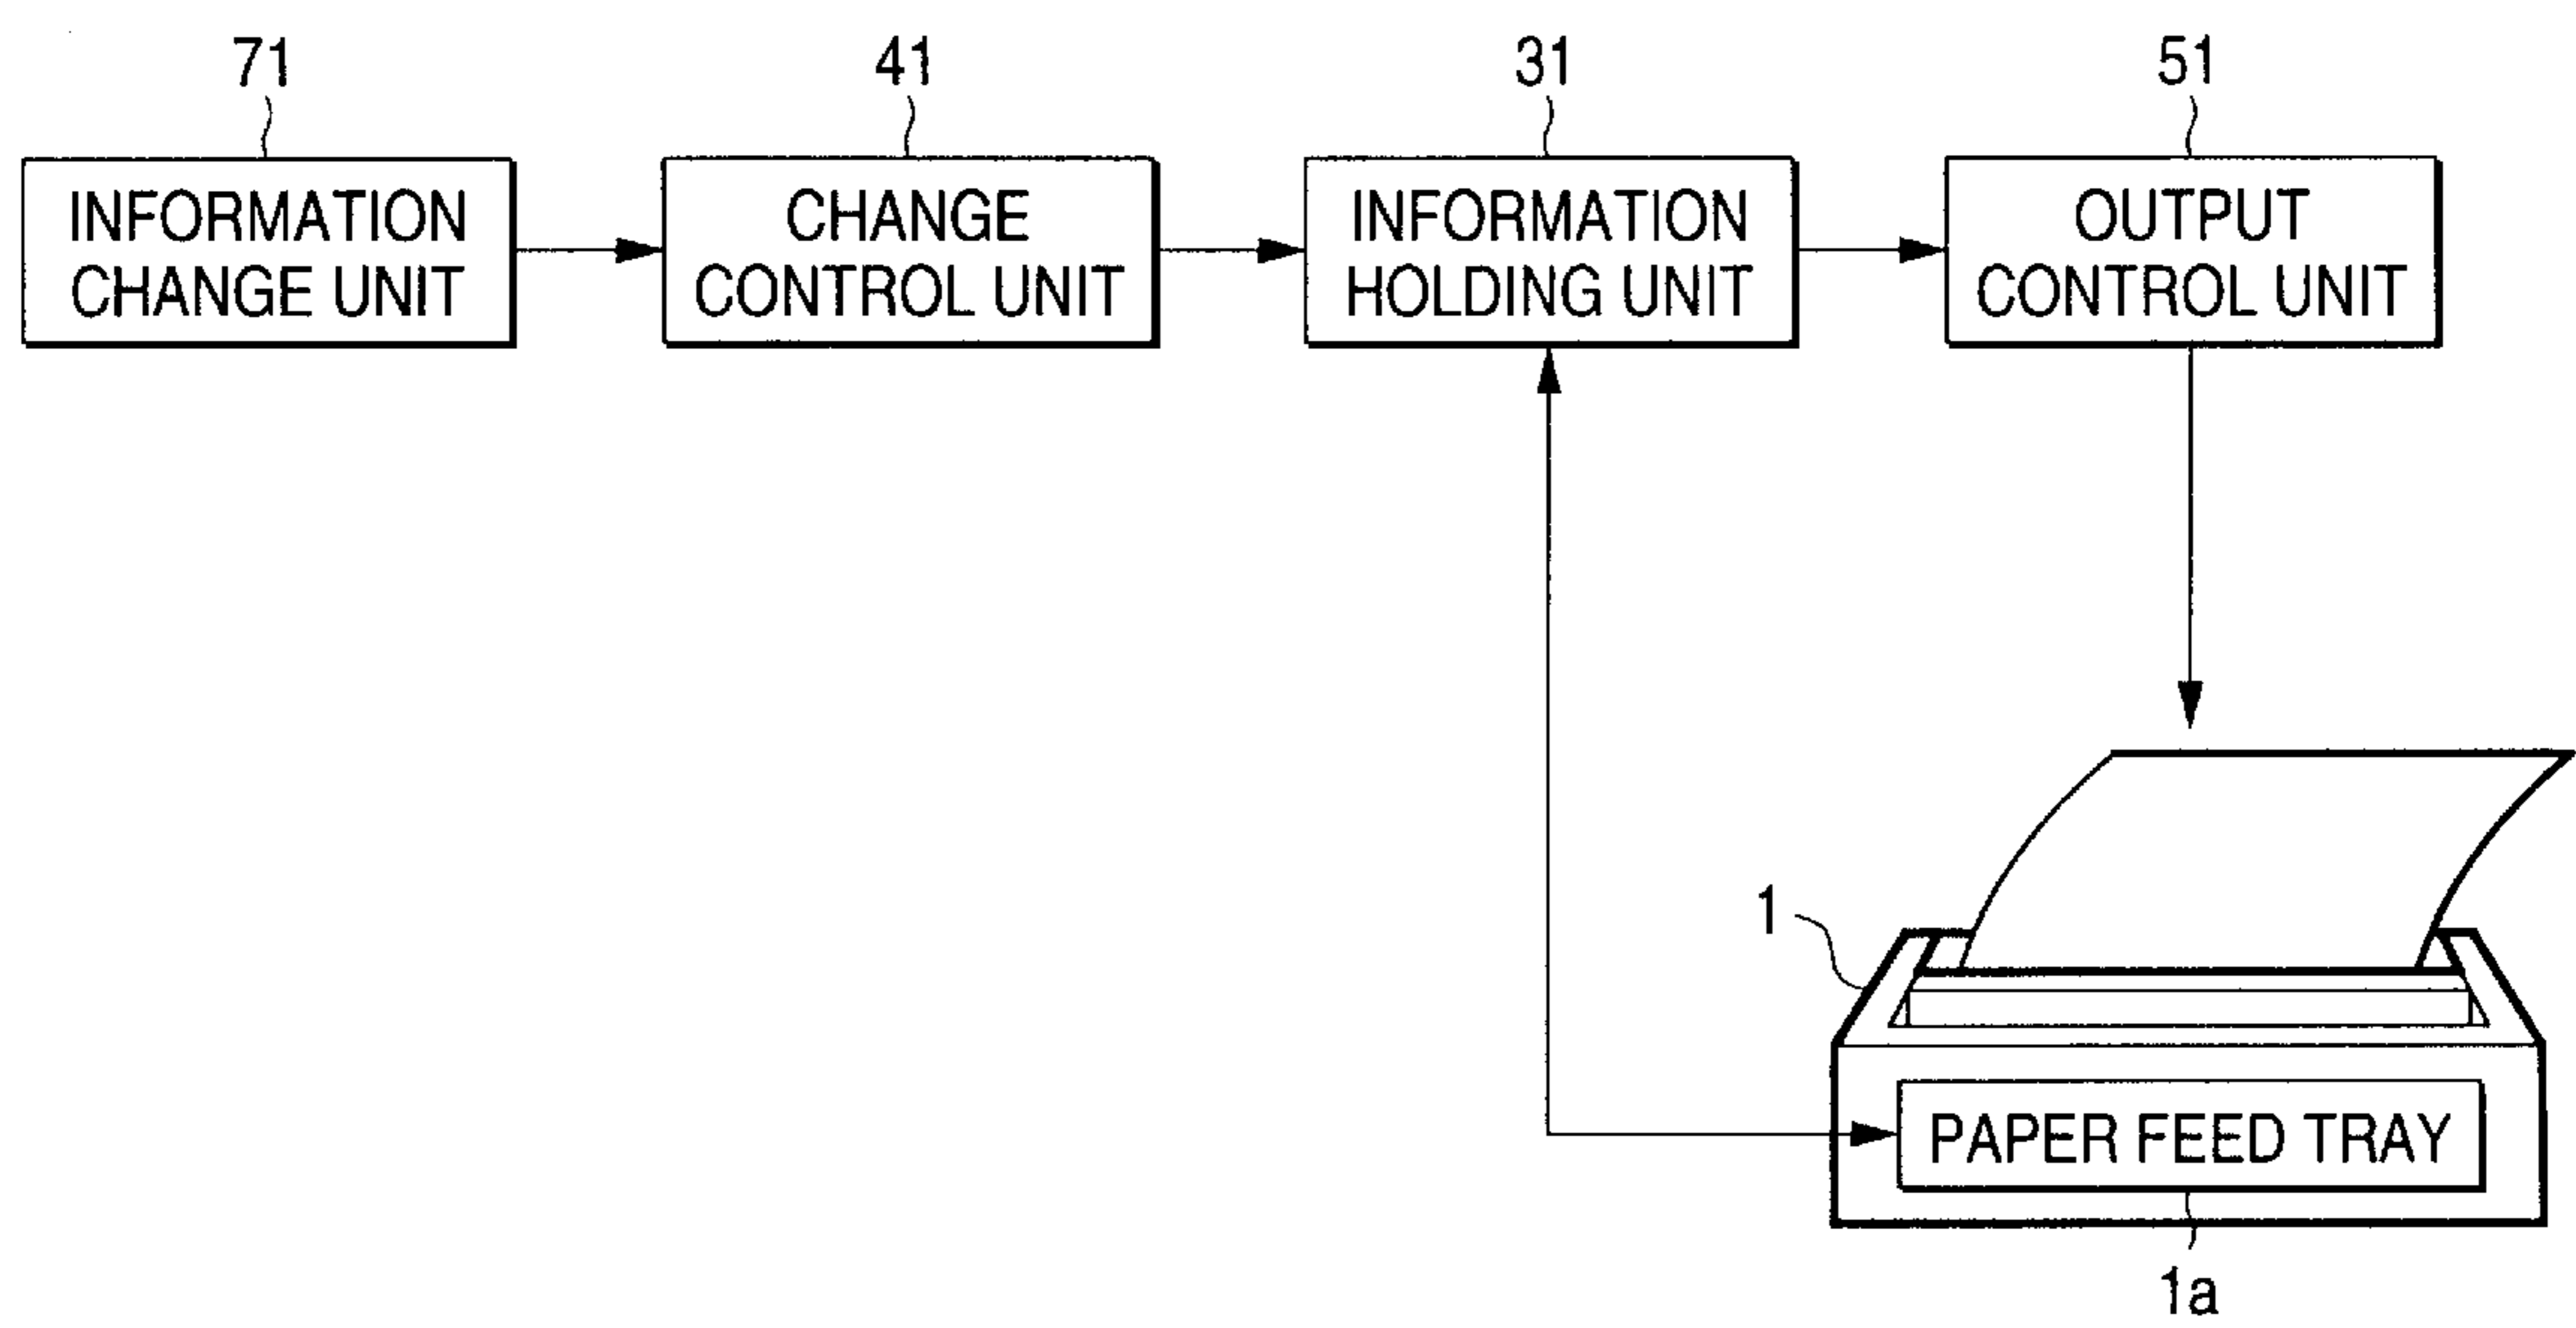 71
41
31
51
INFORMATION
CHANGE UNIT
CHANGE
CONTROL UNIT
INFORMATION
HOLDING UNIT
OUTPUT
CONTROL UNIT
1
PAPER FEED TRAY
1a